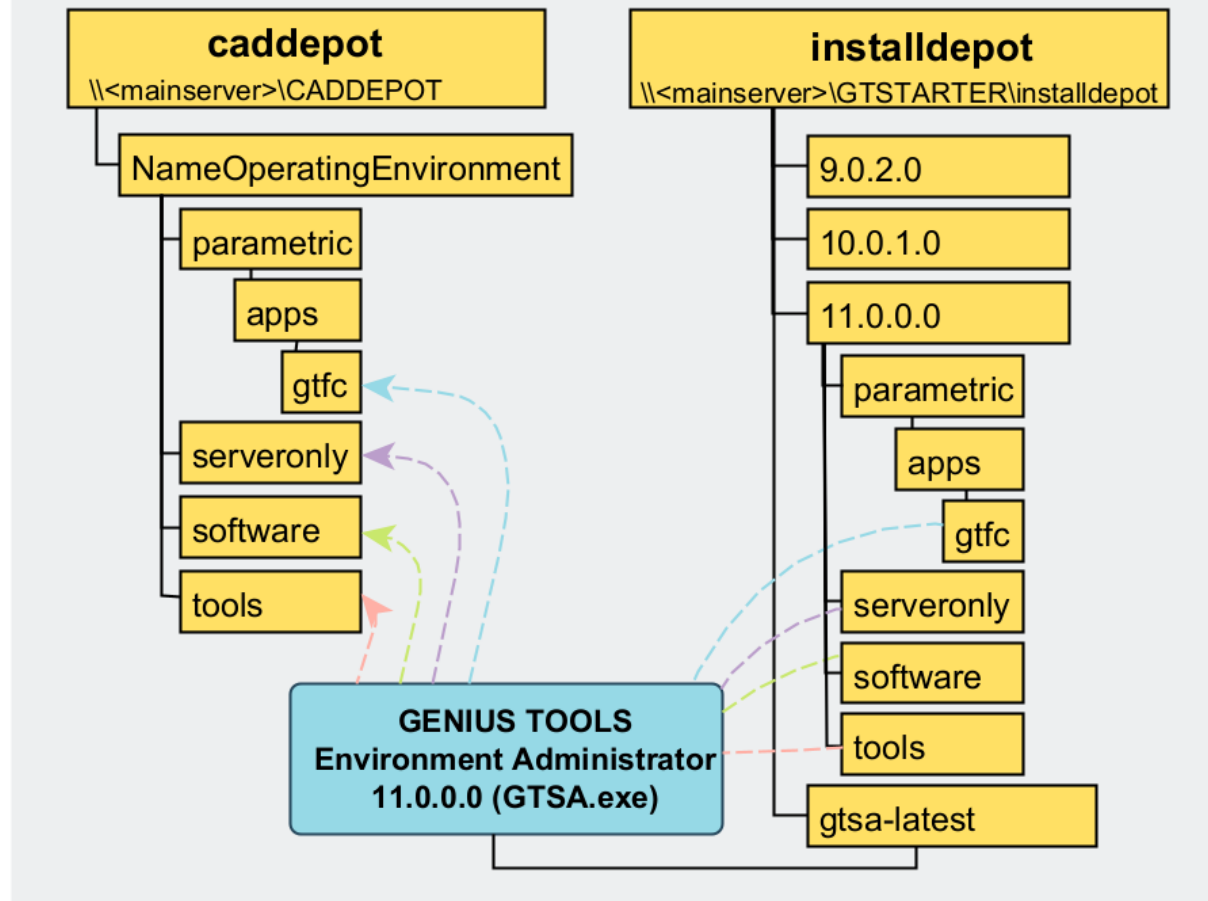 caddepot
\\<mainserver>\CADDEPOT
NameOperatingEnvironment
parametric
apps
gtfc
serveronly
software
tools
installdepot
\\<mainserver>\GTSTARTER\installdepot
9.0.2.0
10.0.1.0
11.0.0.0
parametric
apps
gtfc
serveronly
software
tools
gtsa-latest
GENIUS TOOLS
Environment Administrator
11.0.0.0 (GTSA.exe)